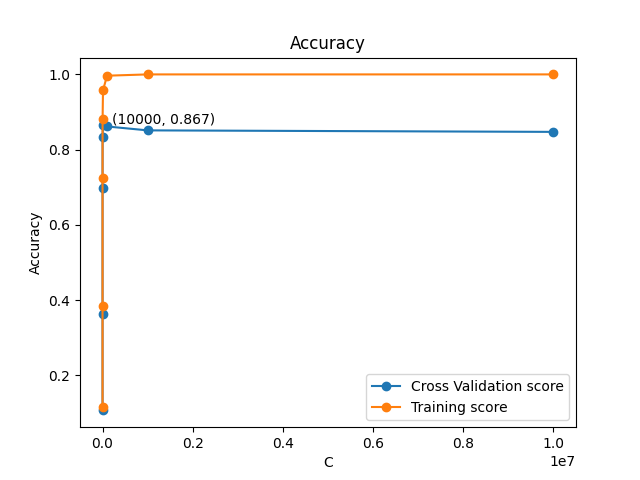 Accuracy
1.0
0.8
0.6
0.4
0.2
Accuracy
(10000, 0.867)
Cross Validation score
Training score
0.0 0.2 0.4 0.6 0.8 1.0
1e7
C